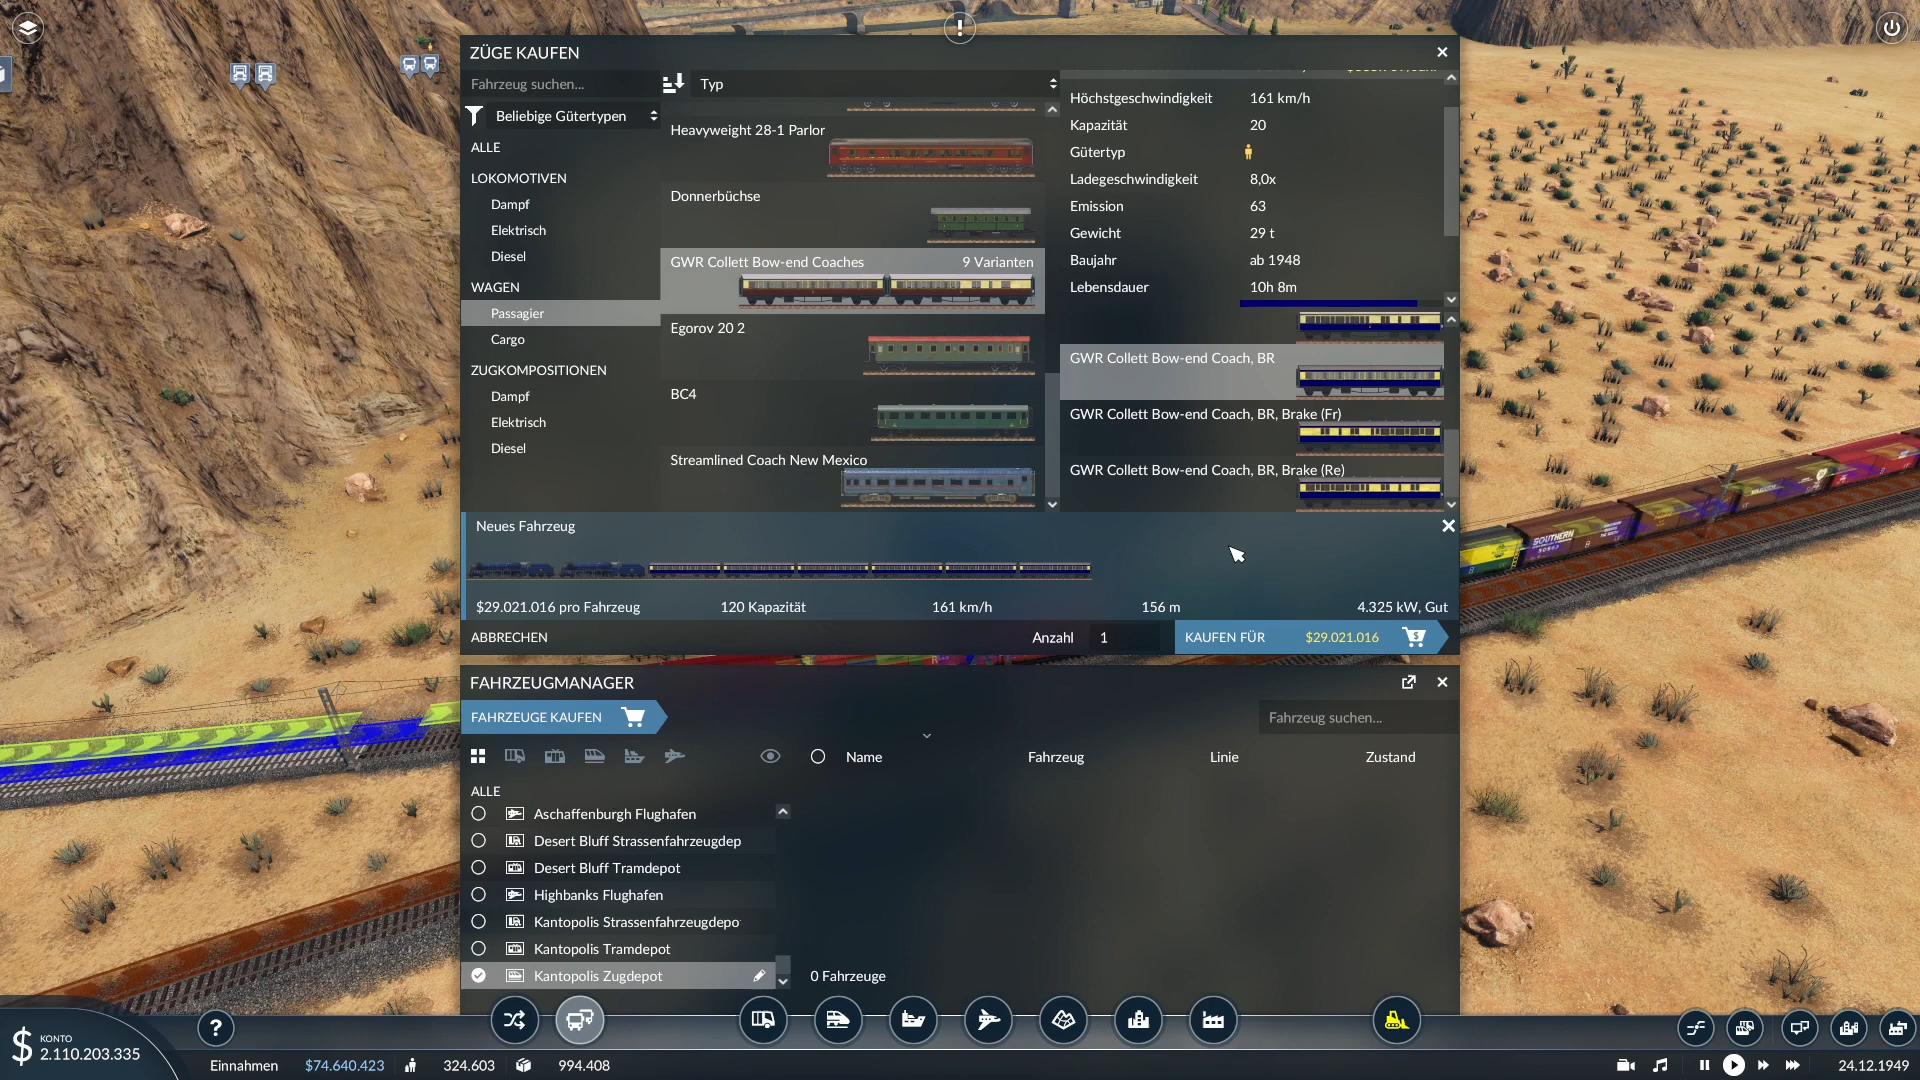 ZÜGE KAUFEN
Fahrzeug suchen...
Typ
Beliebige Gütertypen
ALLE
LOKOMOTIVEN
Dampf
Elektrisch
Diesel
WAGEN
Passagier
Cargo
ZUGKOMPOSITIONEN
Dampf
Elektrisch
Diesel
Heavyweight 28-1 Parlor
Donnerbüchse
GWR Collett Bow-end Coaches 9 Varianten
Egorov 20 2
BC4
Streamlined Coach New Mexico
Höchstgeschwindigkeit 161 km/h
Kapazität 20
Gütertyp
Ladegeschwindigkeit 8,0x
Emission 63
Gewicht 29 t
Baujahr ab 1948
Lebensdauer 10h 8m
GWR Collett Bow-end Coach, BR
GWR Collett Bow-end Coach, BR, Brake (Fr)
GWR Collett Bow-end Coach, BR, Brake (Re)
SOUTHERN
Neues Fahrzeug
$29.021.016 pro Fahrzeug 120 Kapazität 161 km/h 156 m 4.325 kW, Gut
ABBRECHEN Anzahl 1 KAUFEN FÜR $29.021.016
FAHRZEUGMANAGER
FAHRZEUGE KAUFEN
Fahrzeug suchen...
Name Fahrzeug Linie Zustand
ALLE
Aschaffenburgh Flughafen
Desert Bluff Strassenfahrzeugdep
Desert Bluff Tramdepot
Highbanks Flughafen
Kantopolis Strassenfahrzeugdepo
Kantopolis Tramdepot
Kantopolis Zugdepot
0 Fahrzeuge
?
$ KONTO
2.110.203.335
Einnahmen $74.640.423 324.603 994.408
24.12.1949